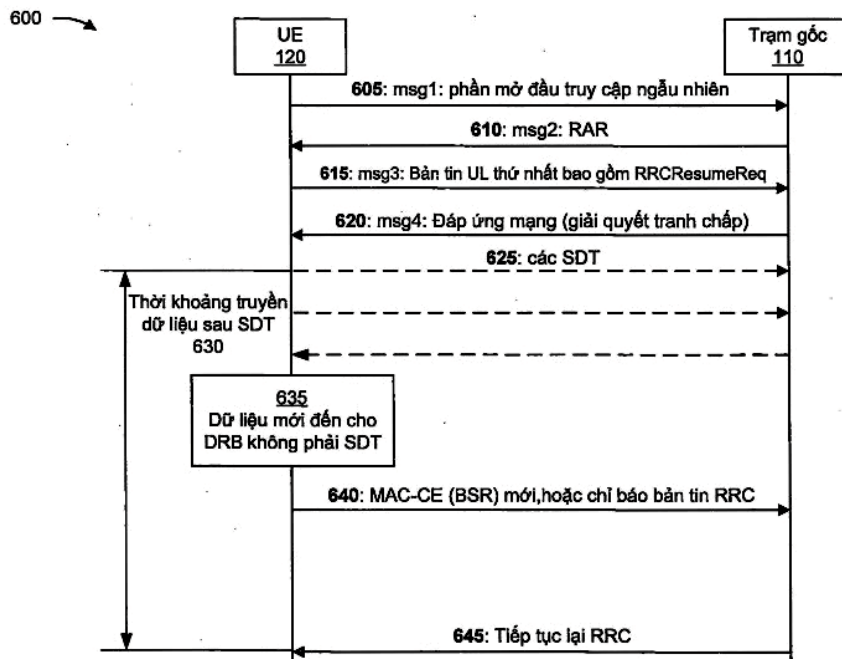 600
UE
120
Trạm gốc
110
605: msg1: phần mở đầu truy cập ngẫu nhiên
610: msg2: RAR
615: msg3: Bản tin UL thứ nhất bao gồm RRCResumeReq
620: msg4: Đáp ứng mạng (giải quyết tranh chấp)
625: các SDT
Thời khoảng truyền
dữ liệu sau SDT
630
635
Dữ liệu mới đến cho
DRB không phải SDT
640: MAC-CE (BSR) mới,hoặc chỉ báo bản tin RRC
645: Tiếp tục lại RRC